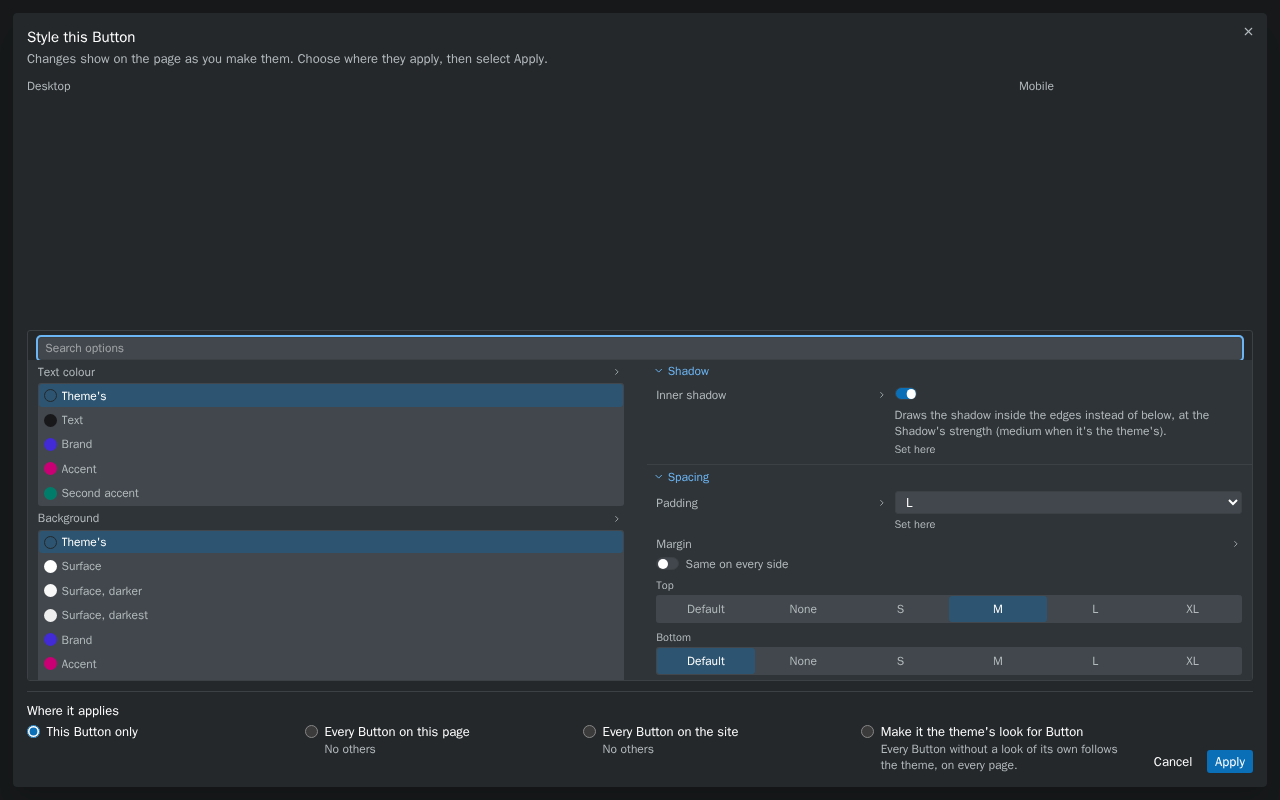 Style this Button
Changes show on the page as you make them. Choose where they apply, then select Apply.
Desktop
Mobile
Search options
Text colour
Theme's
Text
Brand
Accent
Second accent
Background
Theme's
Surface
Surface, darker
Surface, darkest
Brand
Accent
Shadow
Inner shadow
Draws the shadow inside the edges instead of below, at the
Shadow's strength (medium when it's the theme's).
Set here
Spacing
Padding
L
Set here
Margin
Same on every side
Top
Default None S M L XL
Bottom
Default None S M L XL
Where it applies
This Button only
Every Button on this page
No others
Every Button on the site
No others
Make it the theme's look for Button
Every Button without a look of its own follows
the theme, on every page.
Cancel
Apply